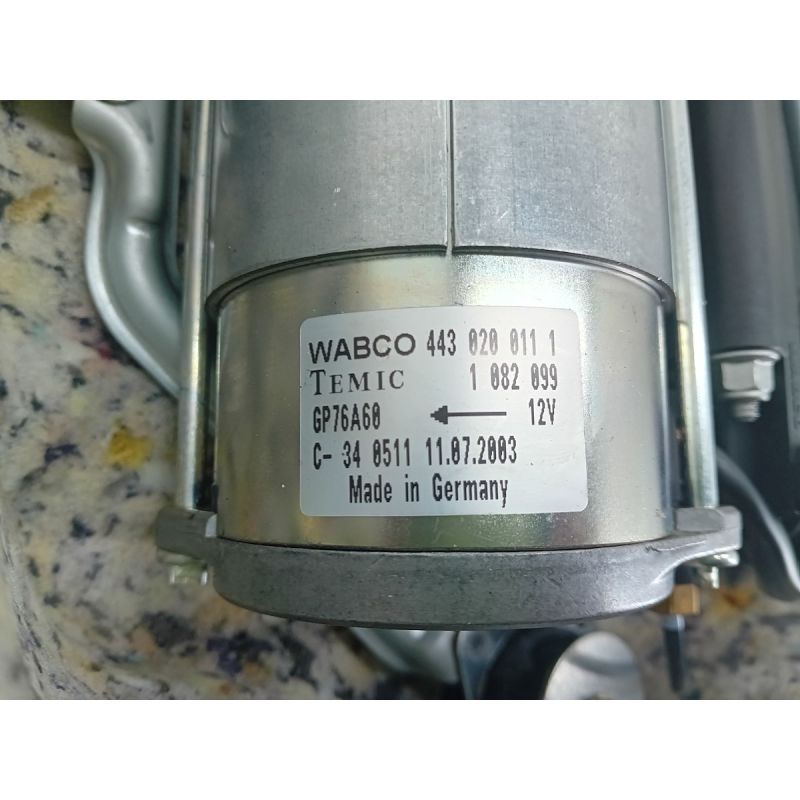 WABCO 443 020 011 1
TEMIC 1 082 099
GP76A60 12V
C- 34 0511 11.07.2003
Made in Germany